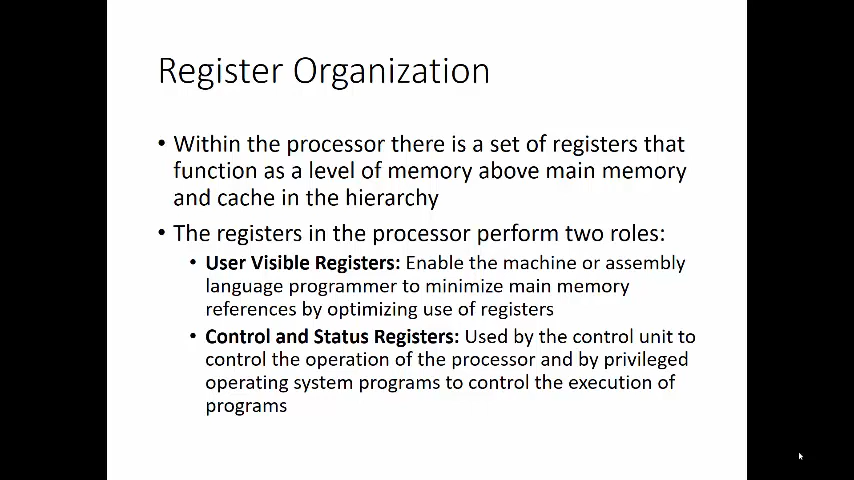 Register Organization
• Within the processor there is a set of registers that
function as a level of memory above main memory
and cache in the hierarchy
• The registers in the processor perform two roles:
• User Visible Registers: Enable the machine or assembly
language programmer to minimize main memory
references by optimizing use of registers
• Control and Status Registers: Used by the control unit to
control the operation of the processor and by privileged
operating system programs to control the execution of
programs